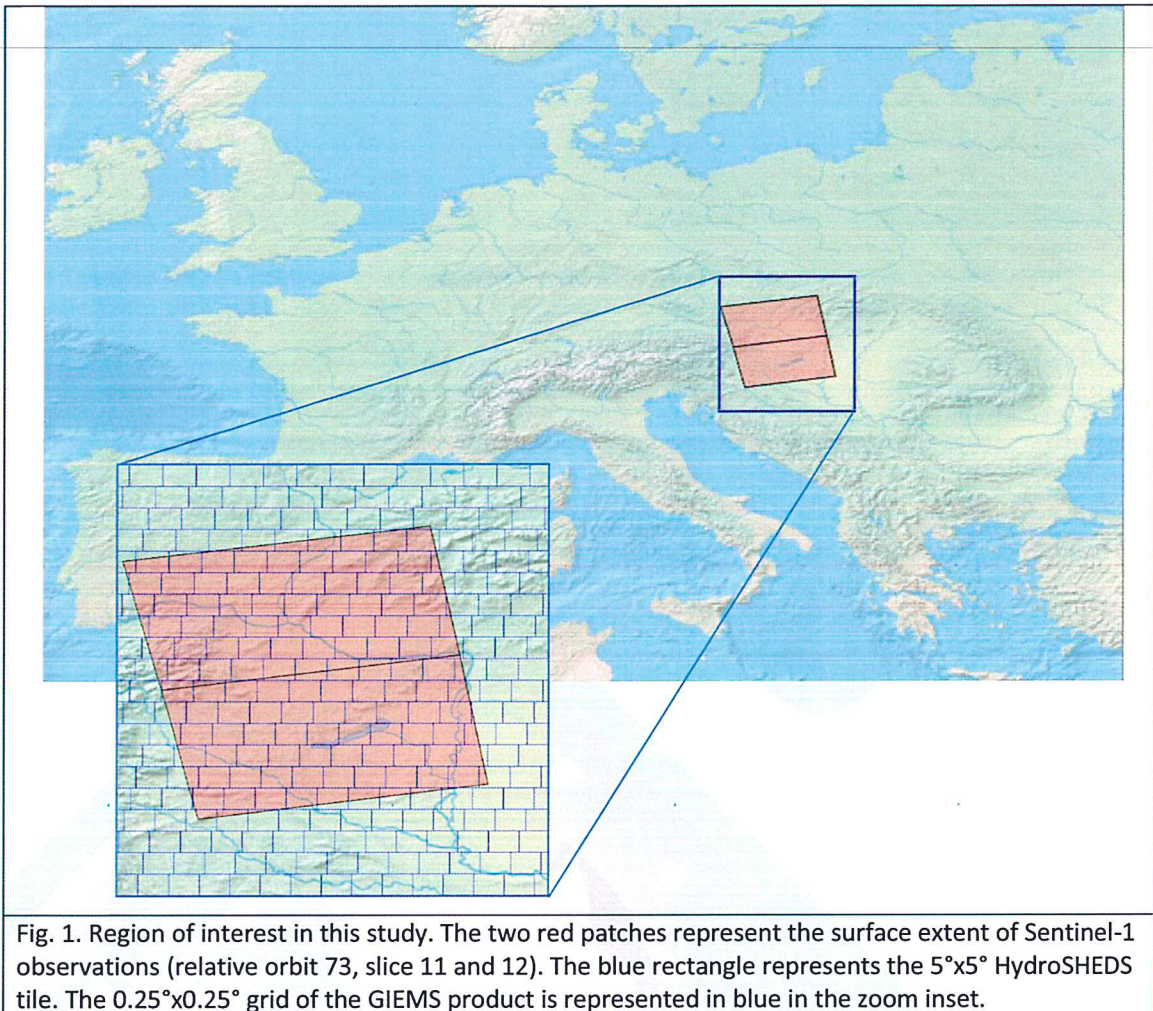 Fig. 1. Region of interest in this study. The two red patches represent the surface extent of Sentinel-1
observations (relative orbit 73, slice 11 and 12). The blue rectangle represents the 5°x5° HydroSHEDS
tile. The 0.25°x0.25° grid of the GIEMS product is represented in blue in the zoom inset.